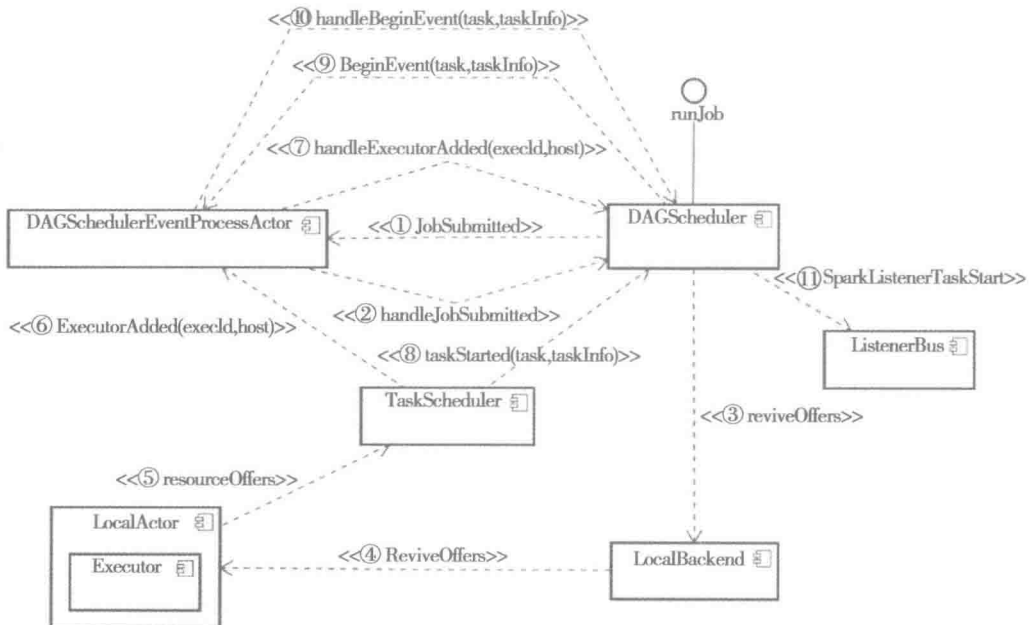 <<⑩ handleBeginEvent(task,taskInfo)>>
<<⑨ BeginEvent(task,taskInfo)>>
runJob
<<⑦ handleExecutorAdded(execId,host)>>
DAGSchedulerEventProcessActor
<<① JobSubmitted>>
DAGScheduler
<<⑪SparkListenerTaskStart>>
<<⑥ ExecutorAdded(execId,host)>>
<<② handleJobSubmitted>>
ListenerBus
<<⑧ taskStarted(task,taskInfo)>>
TaskScheduler
<<③ reviveOffers>>
<<⑤ resourceOffers>>
LocalActor
<<④ ReviveOffers>>
LocalBackend
Executor